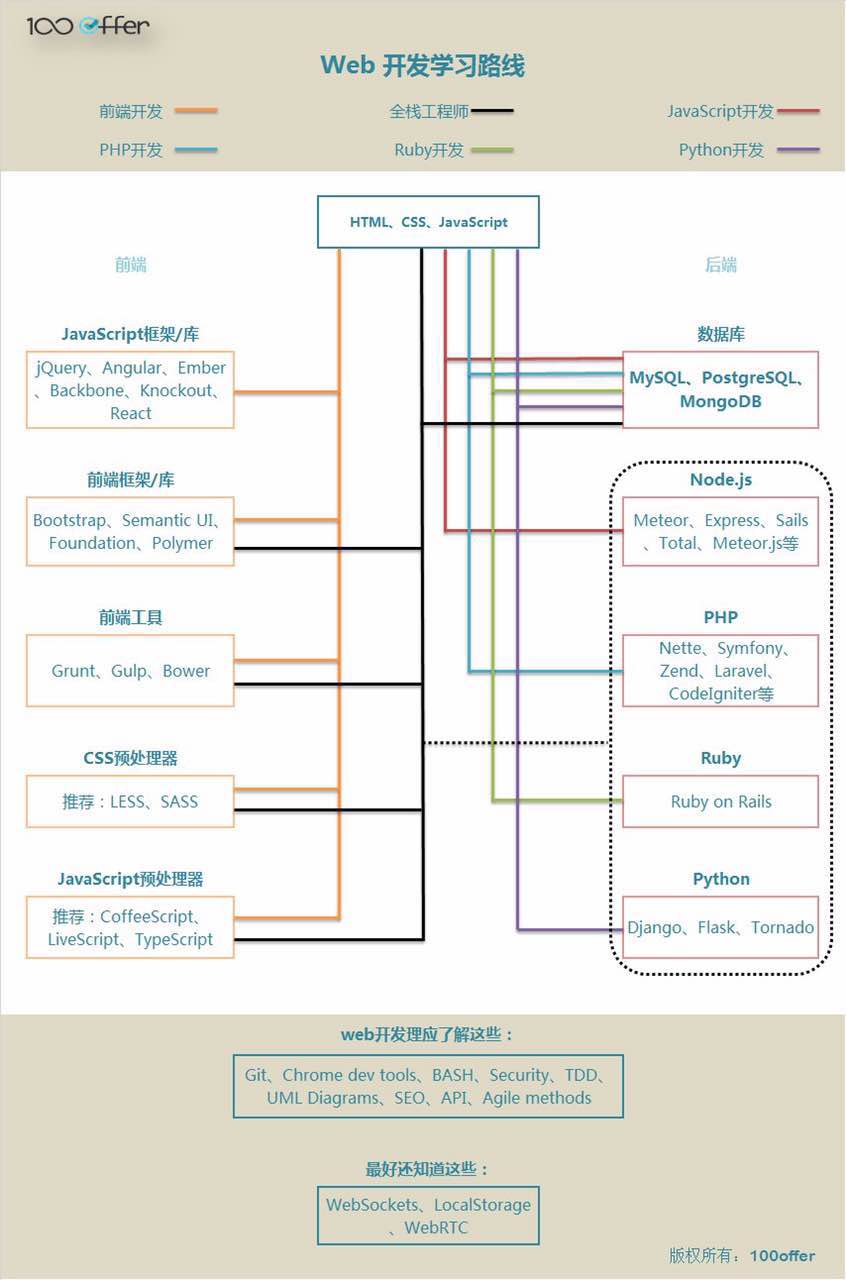 100 offer
Web 开发学习路线
前端开发
全栈工程师
JavaScript开发
PHP开发
Ruby开发
Python开发
HTML、CSS、JavaScript
前端
后端
JavaScript框架/库
jQuery、Angular、Ember
、Backbone、Knockout、
React
数据库
MySQL、PostgreSQL、
MongoDB
前端框架/库
Bootstrap、Semantic UI、
Foundation、Polymer
Node.js
Meteor、Express、Sails
、Total、Meteor.js等
前端工具
Grunt、Gulp、Bower
PHP
Nette、Symfony、
Zend、Laravel、
CodeIgniter等
CSS预处理器
推荐：LESS、SASS
Ruby
Ruby on Rails
JavaScript预处理器
推荐：CoffeeScript、
LiveScript、TypeScript
Python
Django、Flask、Tornado
web开发理应了解这些：
Git、Chrome dev tools、BASH、Security、TDD、
UML Diagrams、SEO、API、Agile methods
最好还知道这些：
WebSockets、LocalStorage
、WebRTC
版权所有：100offer